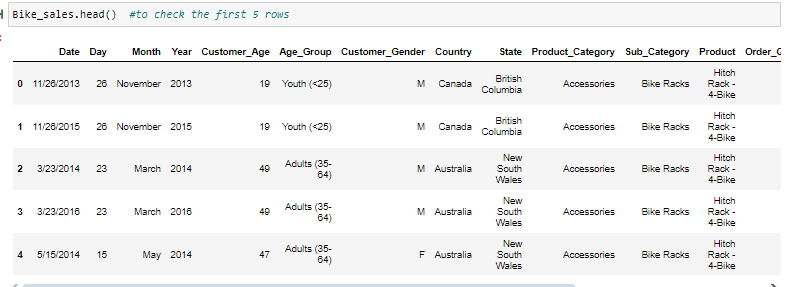 Bike_sales.head()  #to check the first 5 rows
Date Day Month Year Customer_Age Age_Group Customer_Gender Country State Product_Category Sub_Category Product
0 11/26/2013 26 November 2013 19 Youth (<25) M Canada British Columbia Accessories Bike Racks Hitch Rack - 4-Bike
1 11/26/2015 26 November 2015 19 Youth (<25) M Canada British Columbia Accessories Bike Racks Hitch Rack - 4-Bike
2 3/23/2014 23 March 2014 49 Adults (35-64) M Australia New South Wales Accessories Bike Racks Hitch Rack - 4-Bike
3 3/23/2016 23 March 2016 49 Adults (35-64) M Australia New South Wales Accessories Bike Racks Hitch Rack - 4-Bike
4 5/15/2014 15 May 2014 47 Adults (35-64) F Australia New South Wales Accessories Bike Racks Hitch Rack - 4-Bike